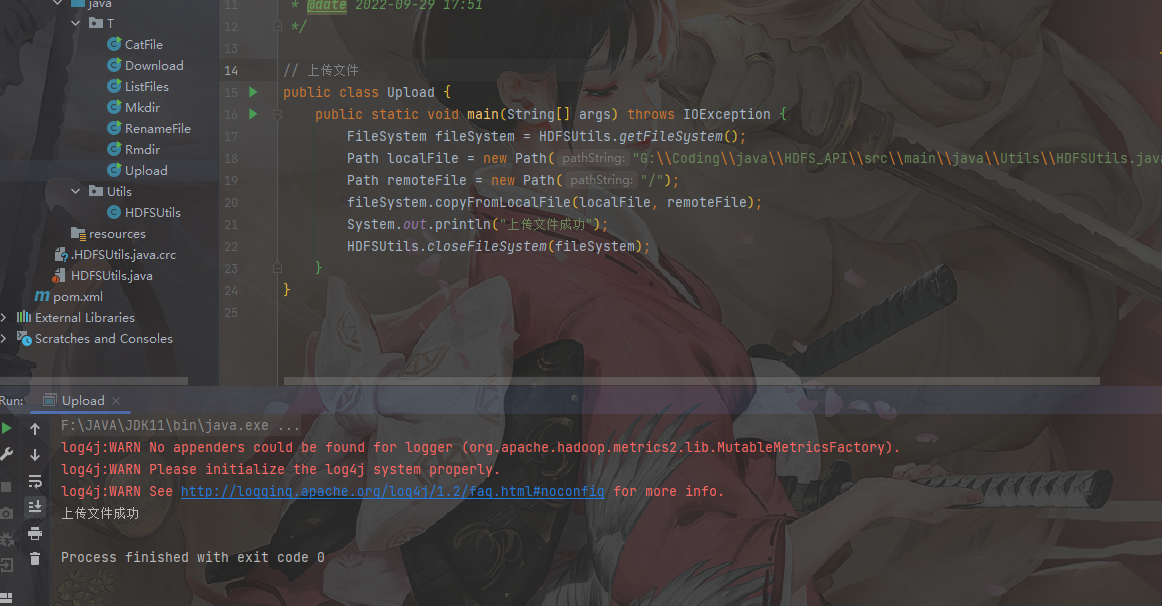 java
T
CatFile
Download
ListFiles
Mkdir
RenameFile
Rmdir
Upload
Utils
HDFSUtils
resources
.HDFSUtils.java.crc
HDFSUtils.java
pom.xml
External Libraries
Scratches and Consoles
11 * @date 2022-09-29 17:51
12 */
13
14 // 上传文件
15 public class Upload {
16 public static void main(String[] args) throws IOException {
17 FileSystem fileSystem = HDFSUtils.getFileSystem();
18 Path localFile = new Path( pathString: "G:\\Coding\\java\\HDFS_API\\src\\main\\java\\Utils\\HDFSUtils.java
19 Path remoteFile = new Path( pathString: "/");
20 fileSystem.copyFromLocalFile(localFile, remoteFile);
21 System.out.println("上传文件成功");
22 HDFSUtils.closeFileSystem(fileSystem);
23 }
24 }
25
Run: Upload
F:\JAVA\JDK11\bin\java.exe ...
log4j:WARN No appenders could be found for logger (org.apache.hadoop.metrics2.lib.MutableMetricsFactory).
log4j:WARN Please initialize the log4j system properly.
log4j:WARN See http://logging.apache.org/log4j/1.2/faq.html#noconfig for more info.
上传文件成功
Process finished with exit code 0